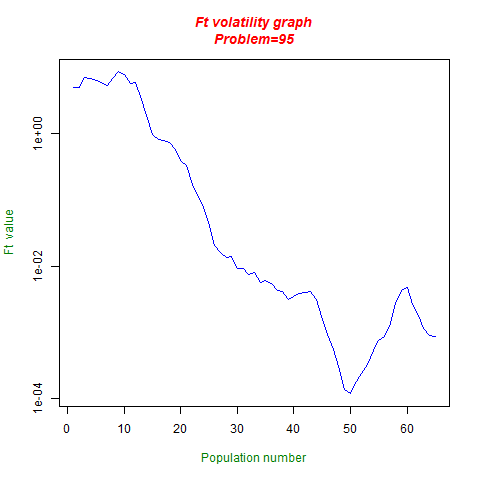 Ft volatility graph
Problem=95
1e+00
1e-02
1e-04
Ft value
0 10 20 30 40 50 60
Population number